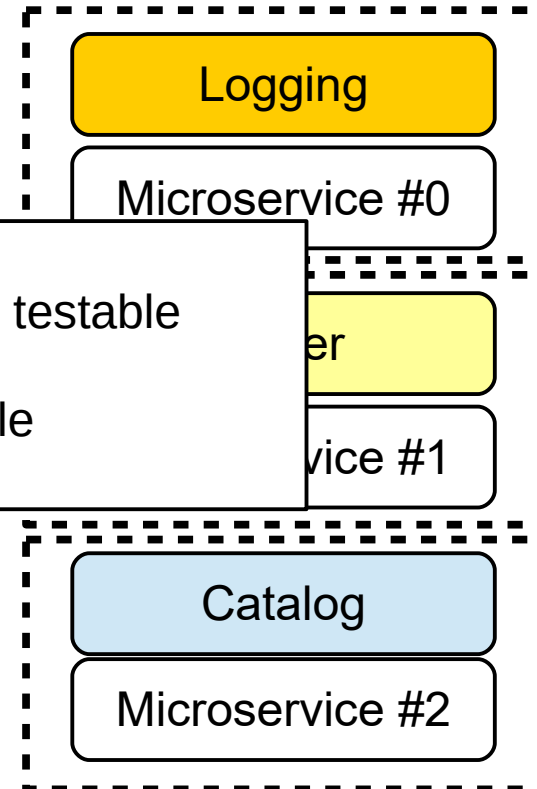 Logging
Microservice #0
testable
er
le
vice #1
Catalog
Microservice #2